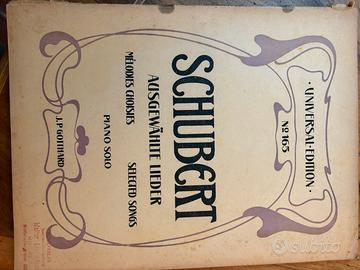 · UNIVERSAL-EDITION ·
No 165
SCHUBERT
AUSGEWÄHLTE LIEDER
MÉLODIES CHOISIES
SELECTED SONGS
PIANO SOLO
J.P. GOTTHARD
subito